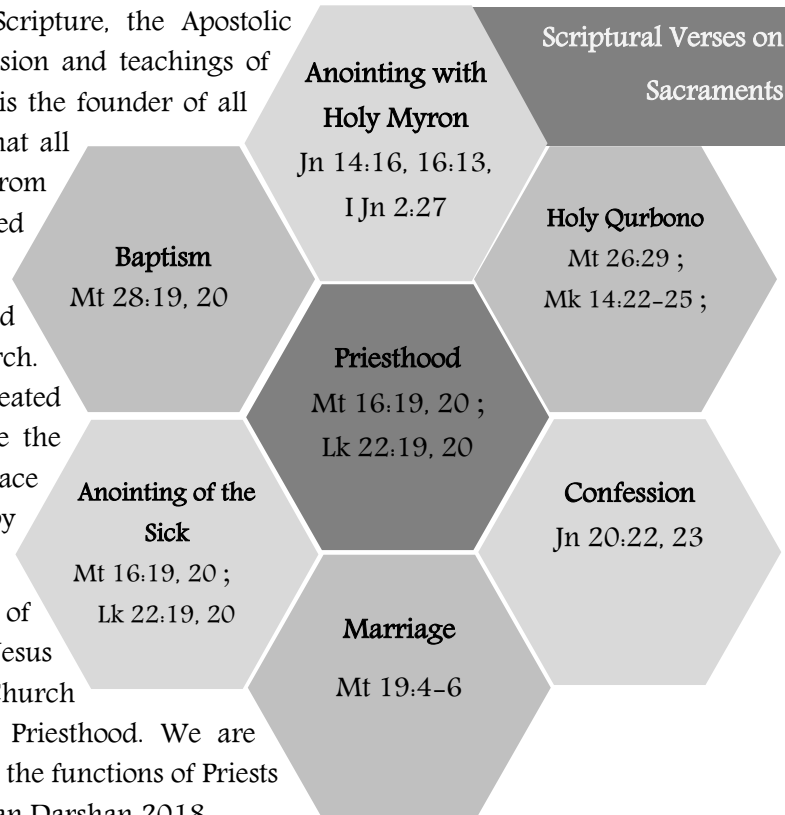 Scripture, the Apostolic
sion and teachings of
is the founder of all
hat all
rom
ed
d
rch.
eated
e the
ace
by
of
Jesus
Church
Priesthood. We are
the functions of Priests
an Darshan 2018
Scriptural Verses on
Sacraments
Anointing with
Holy Myron
Jn 14:16, 16:13,
I Jn 2:27
Baptism
Mt 28:19, 20
Holy Qurbono
Mt 26:29 ;
Mk 14:22-25 ;
Priesthood
Mt 16:19, 20 ;
Lk 22:19, 20
Anointing of the
Sick
Mt 16:19, 20 ;
Lk 22:19, 20
Confession
Jn 20:22, 23
Marriage
Mt 19:4-6